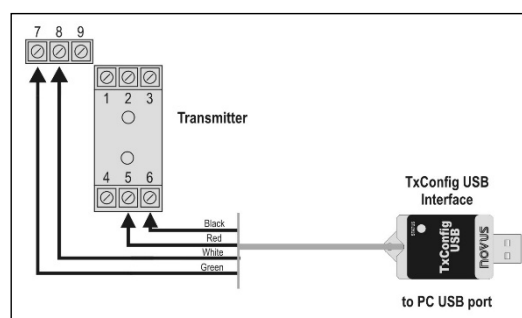 7 8 9
1 2 3
Transmitter
4 5 6
Black
Red
White
Green
TxConfig USB
Interface
STATUS
TxConfig
USB
novus
to PC USB port